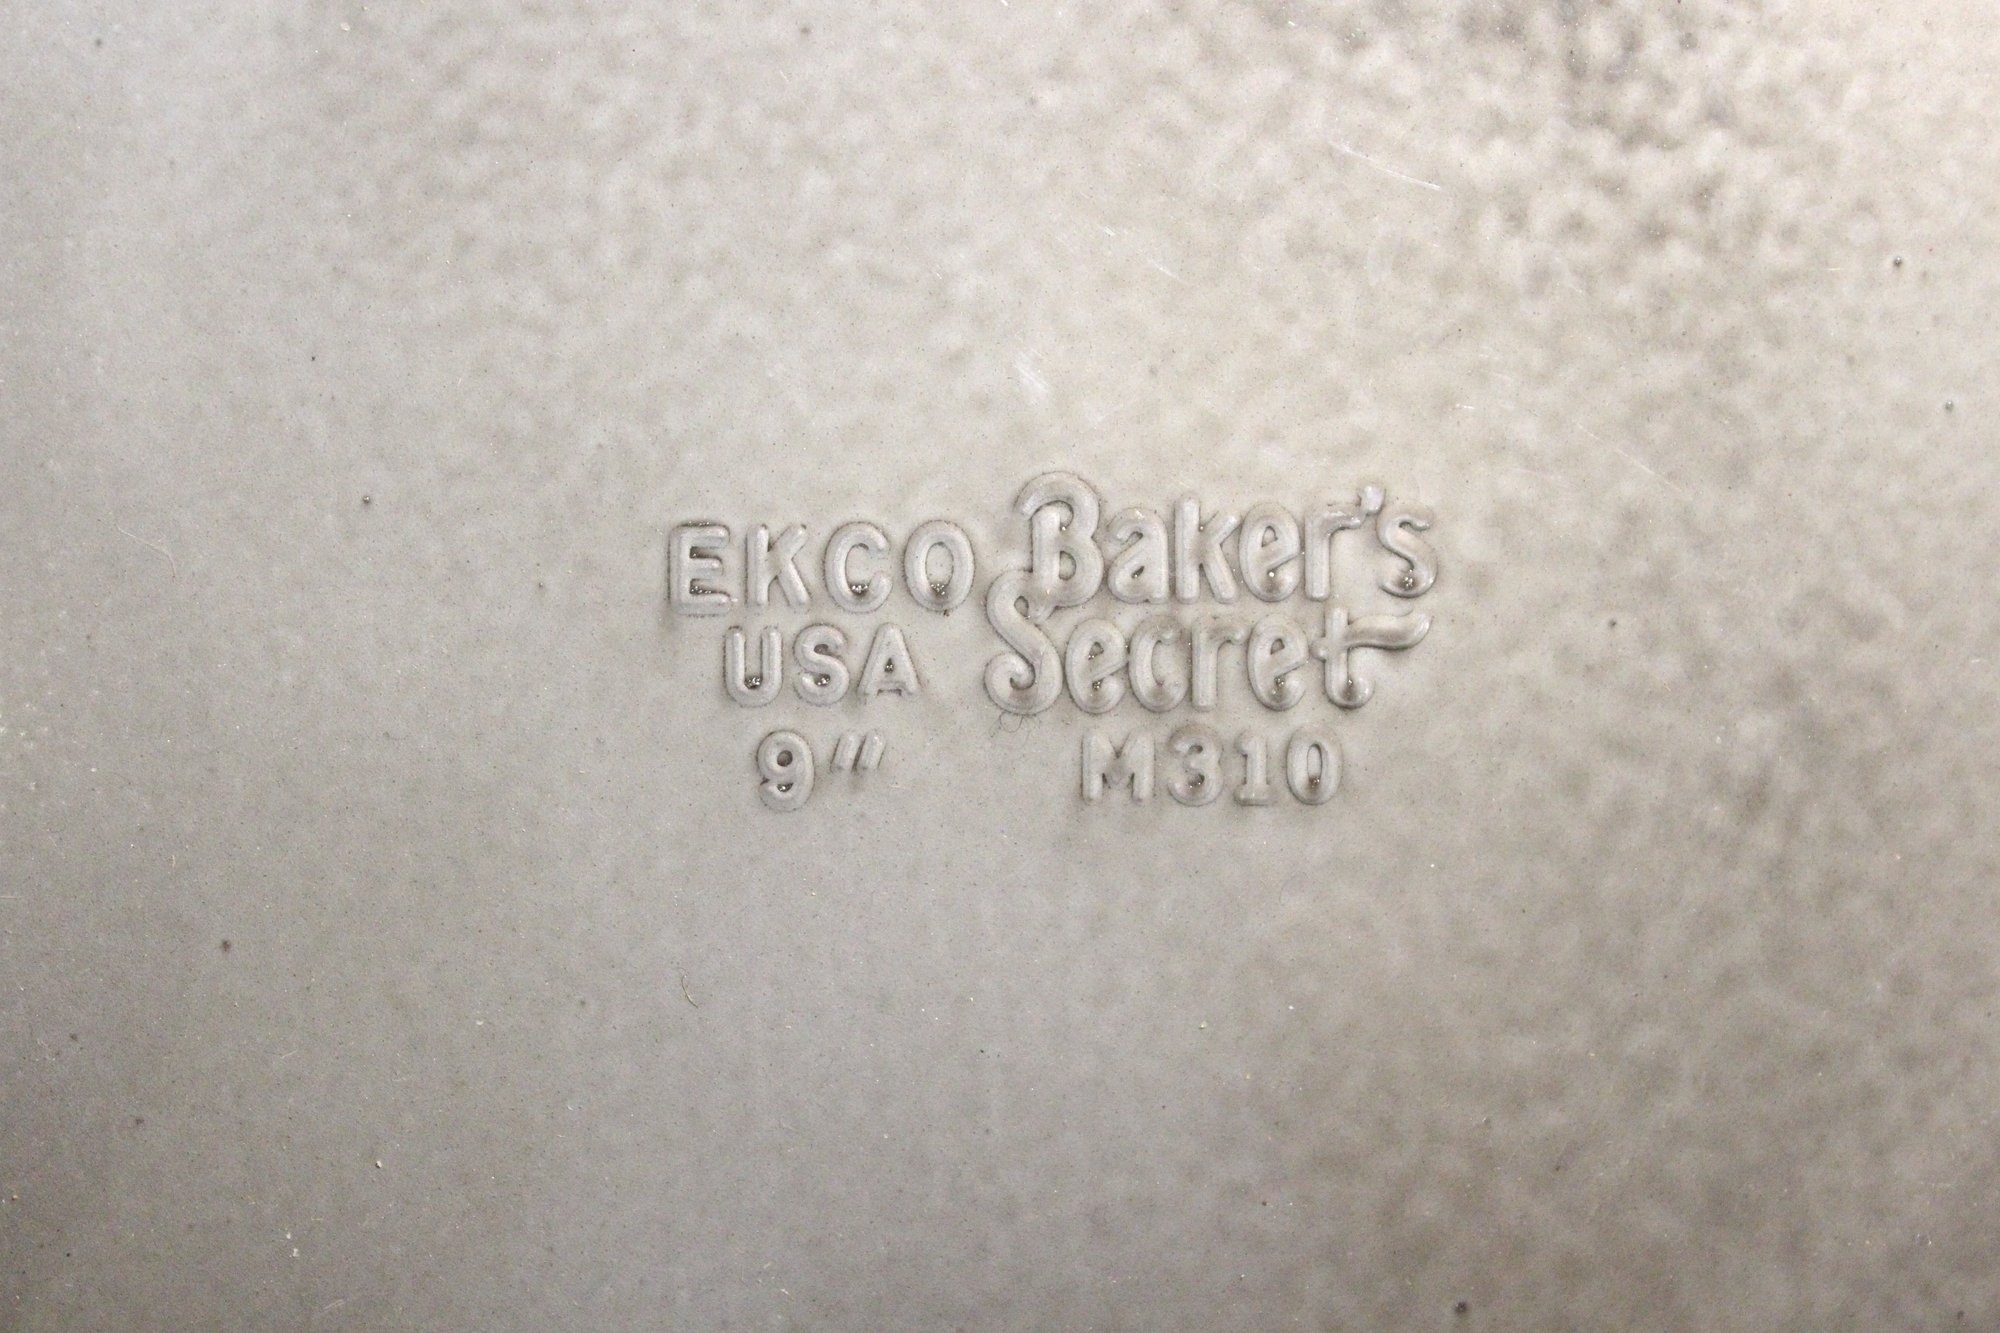 EKCO Baker's
USA Secret
9" M310